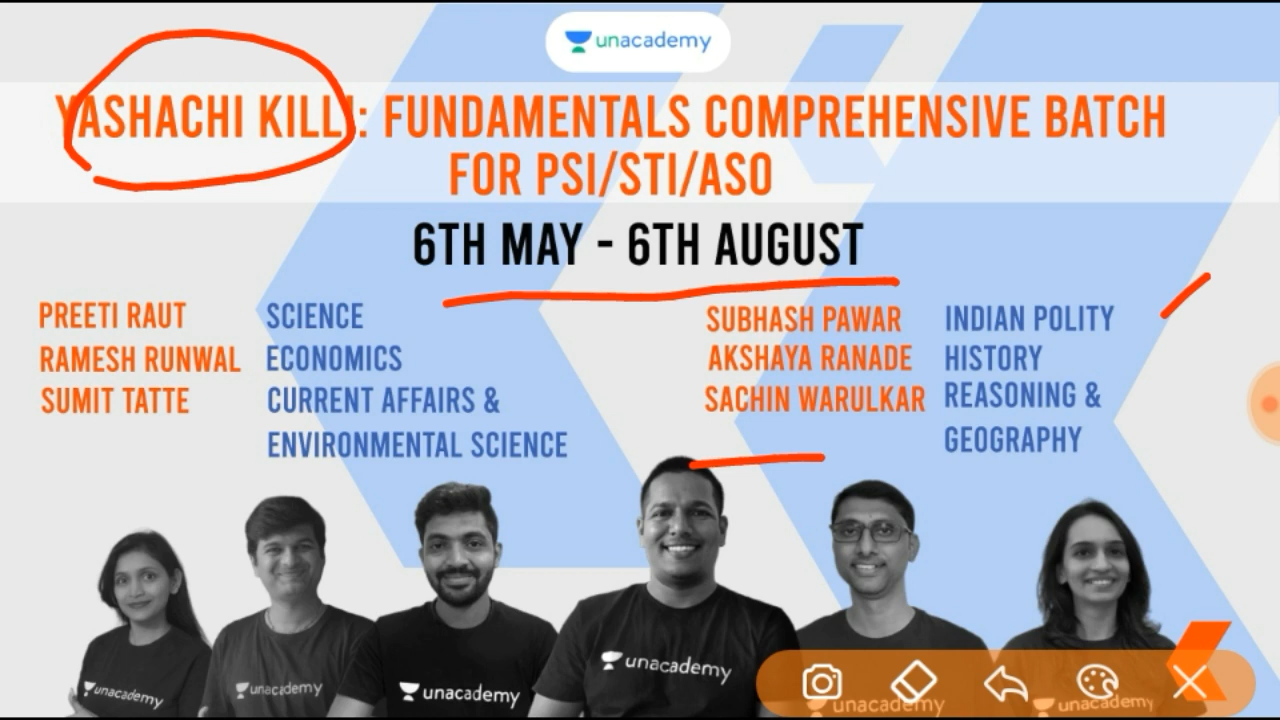 unacademy
YASHACHI KILLI: FUNDAMENTALS COMPREHENSIVE BATCH
FOR PSI/STI/ASO
6TH MAY - 6TH AUGUST
PREETI RAUT SCIENCE
RAMESH RUNWAL ECONOMICS
SUMIT TATTE CURRENT AFFAIRS &
ENVIRONMENTAL SCIENCE
SUBHASH PAWAR INDIAN POLITY
AKSHAYA RANADE HISTORY
SACHIN WARULKAR REASONING &
GEOGRAPHY
unacademy
unacademy
unacademy
unacademy
unacademy
unacademy